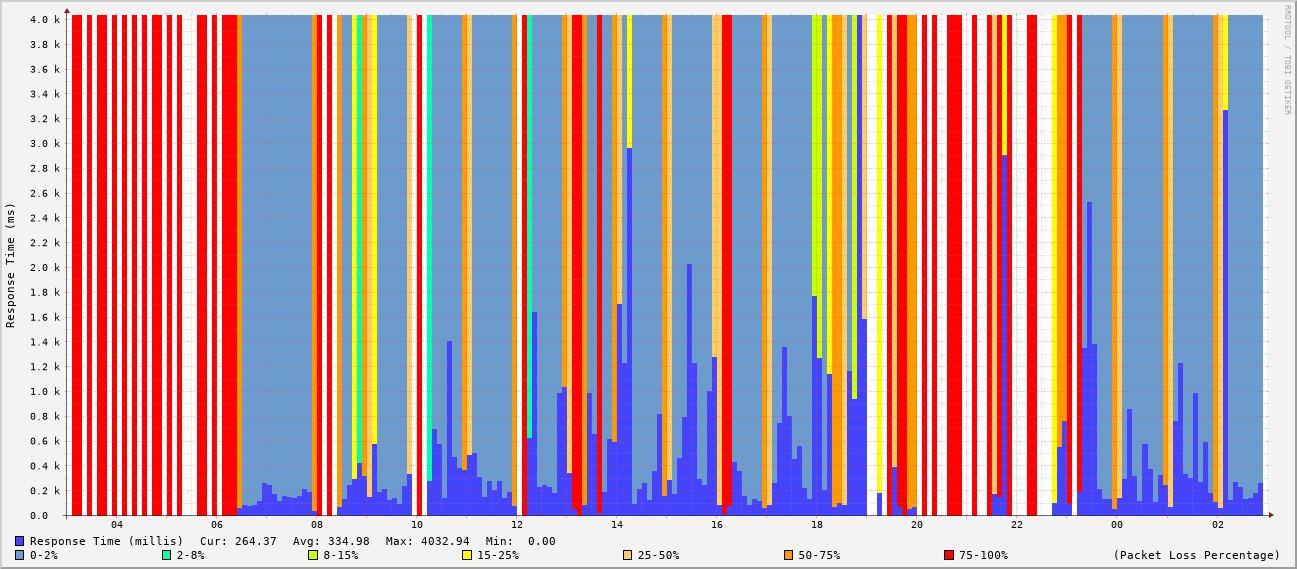 RRDTOOL / TOBI OETIKER
Response Time (ms)
4.0 k
3.8 k
3.6 k
3.4 k
3.2 k
3.0 k
2.8 k
2.6 k
2.4 k
2.2 k
2.0 k
1.8 k
1.6 k
1.4 k
1.2 k
1.0 k
0.8 k
0.6 k
0.4 k
0.2 k
0.0
04 06 08 10 12 14 16 18 20 22 00 02
Response Time (millis) Cur: 264.37 Avg: 334.98 Max: 4032.94 Min: 0.00
0-2% 2-8% 8-15% 15-25% 25-50% 50-75% 75-100% (Packet Loss Percentage)